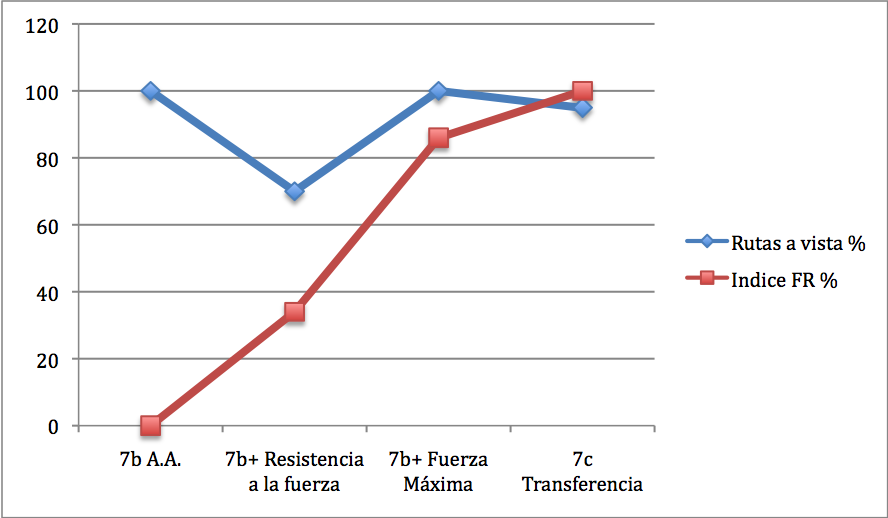 120
100
80
60
40
20
0
7b A.A.
7b+ Resistencia
a la fuerza
7b+ Fuerza
Máxima
7c
Transferencia
Rutas a vista %
Indice FR %